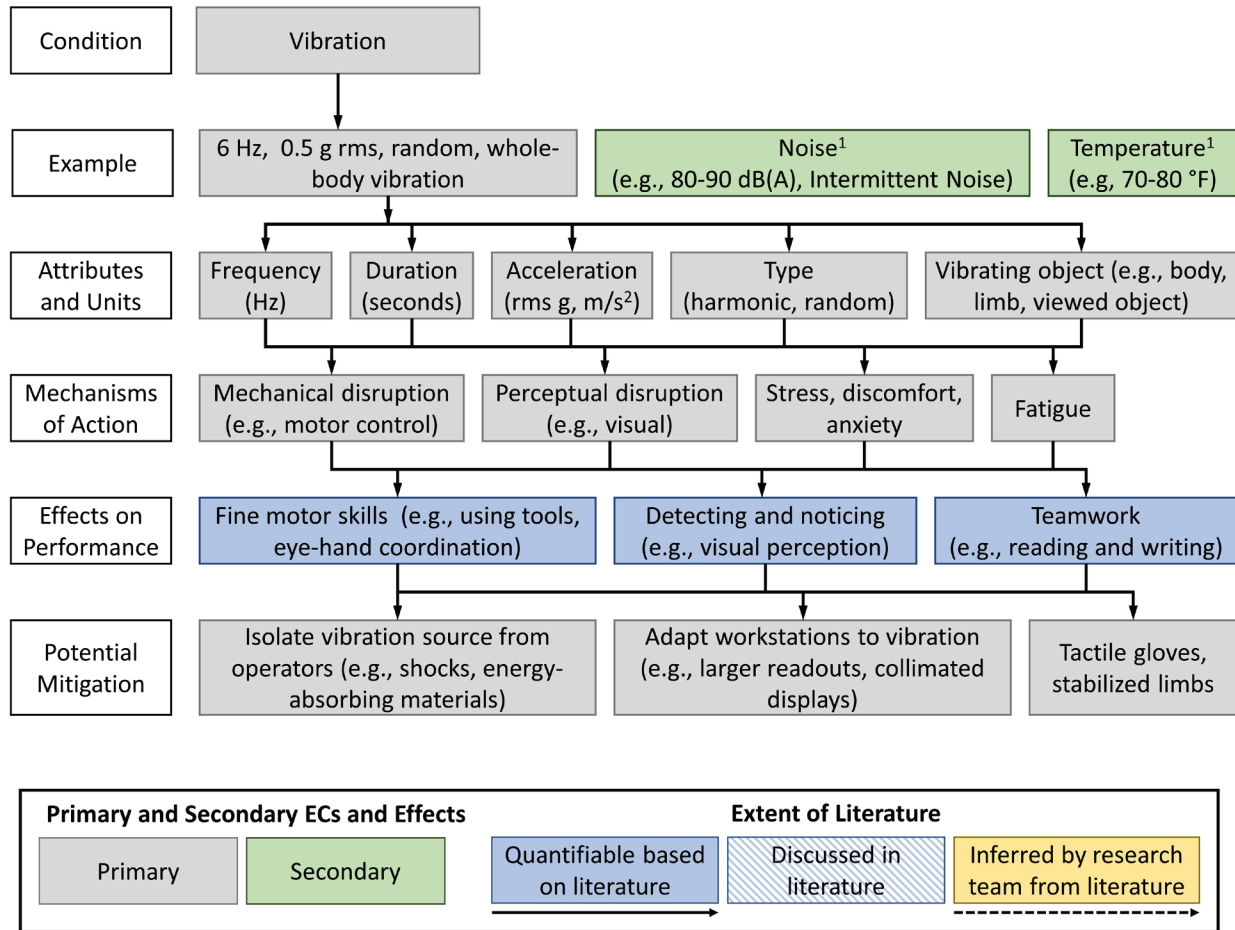 Condition
Vibration
Example
6 Hz,  0.5 g rms, random, whole-
body vibration
Noise¹
(e.g., 80-90 dB(A), Intermittent Noise)
Temperature¹
(e.g, 70-80 °F)
Attributes
and Units
Frequency
(Hz)
Duration
(seconds)
Acceleration
(rms g, m/s²)
Type
(harmonic, random)
Vibrating object (e.g., body,
limb, viewed object)
Mechanisms
of Action
Mechanical disruption
(e.g., motor control)
Perceptual disruption
(e.g., visual)
Stress, discomfort,
anxiety
Fatigue
Effects on
Performance
Fine motor skills  (e.g., using tools,
eye-hand coordination)
Detecting and noticing
(e.g., visual perception)
Teamwork
(e.g., reading and writing)
Potential
Mitigation
Isolate vibration source from
operators (e.g., shocks, energy-
absorbing materials)
Adapt workstations to vibration
(e.g., larger readouts, collimated
displays)
Tactile gloves,
stabilized limbs
Primary and Secondary ECs and Effects
Primary
Secondary
Extent of Literature
Quantifiable based
on literature
Discussed in
literature
Inferred by research
team from literature